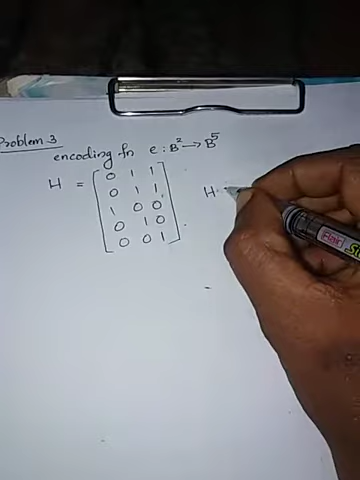 Problem 3
encoding fn e : B² → B⁵
H = [ 0 1 1
0 1 1
1 0 0
0 1 0
0 0 1 ]
H
Flair